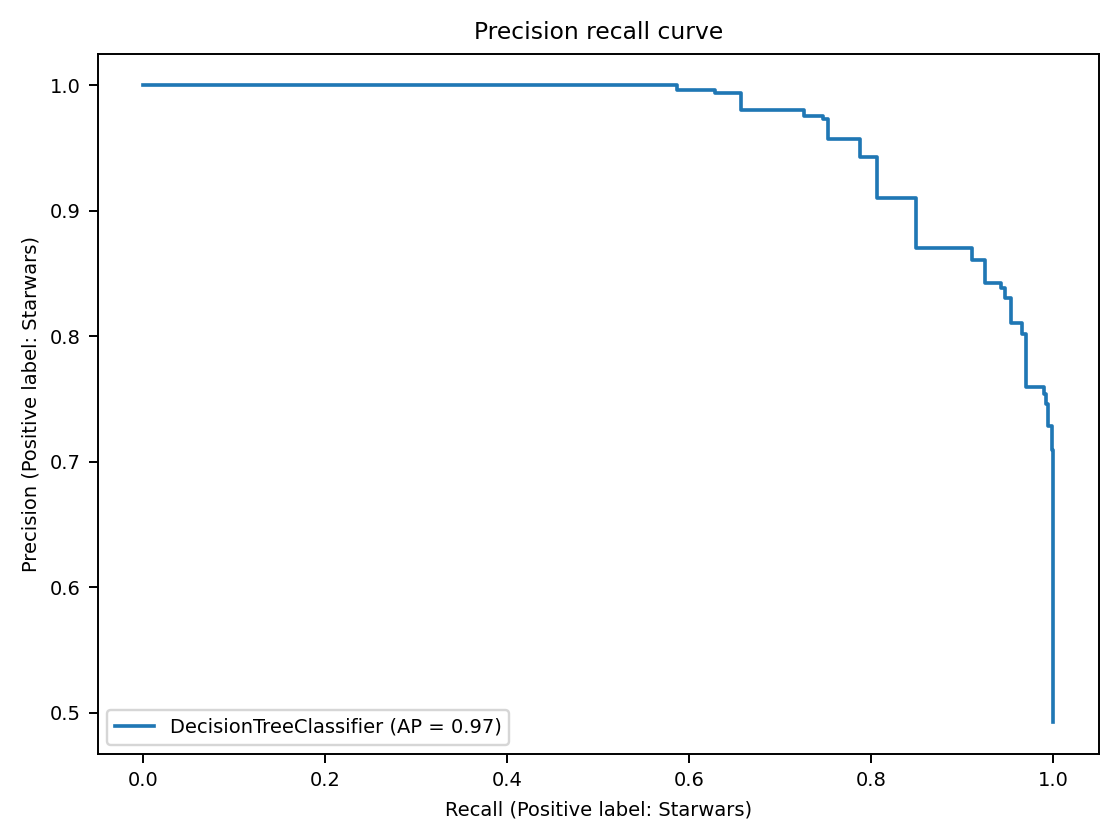 Precision recall curve
1.0
0.9
0.8
0.7
0.6
0.5
Precision (Positive label: Starwars)
DecisionTreeClassifier (AP = 0.97)
0.0 0.2 0.4 0.6 0.8 1.0
Recall (Positive label: Starwars)